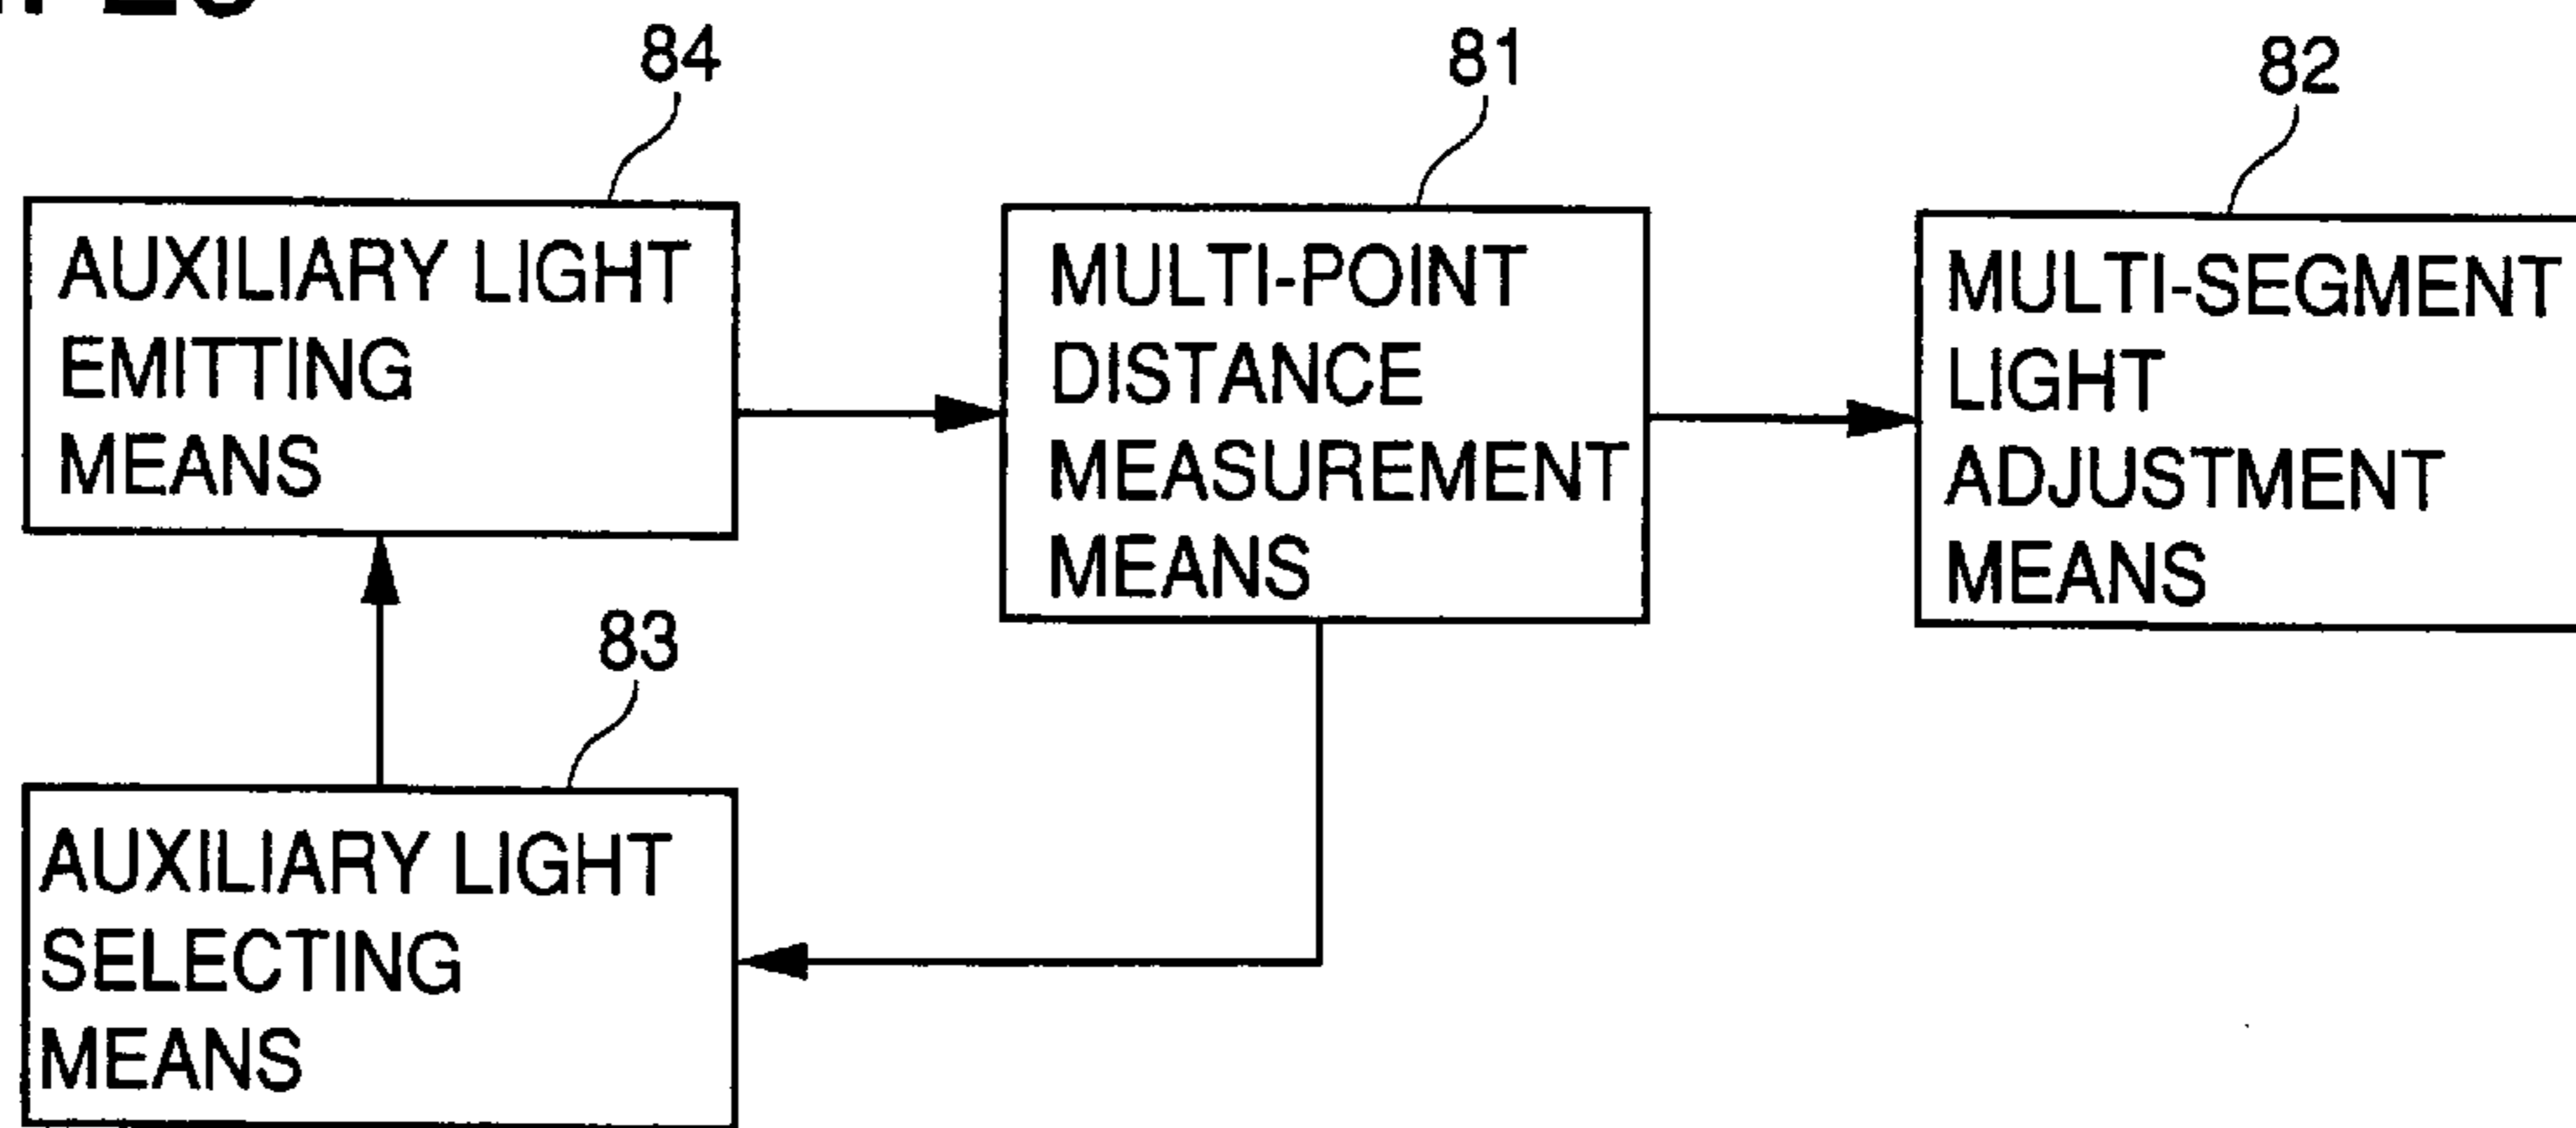 84
81
82
AUXILIARY LIGHT
EMITTING
MEANS
MULTI-POINT
DISTANCE
MEASUREMENT
MEANS
MULTI-SEGMENT
LIGHT
ADJUSTMENT
MEANS
83
AUXILIARY LIGHT
SELECTING
MEANS